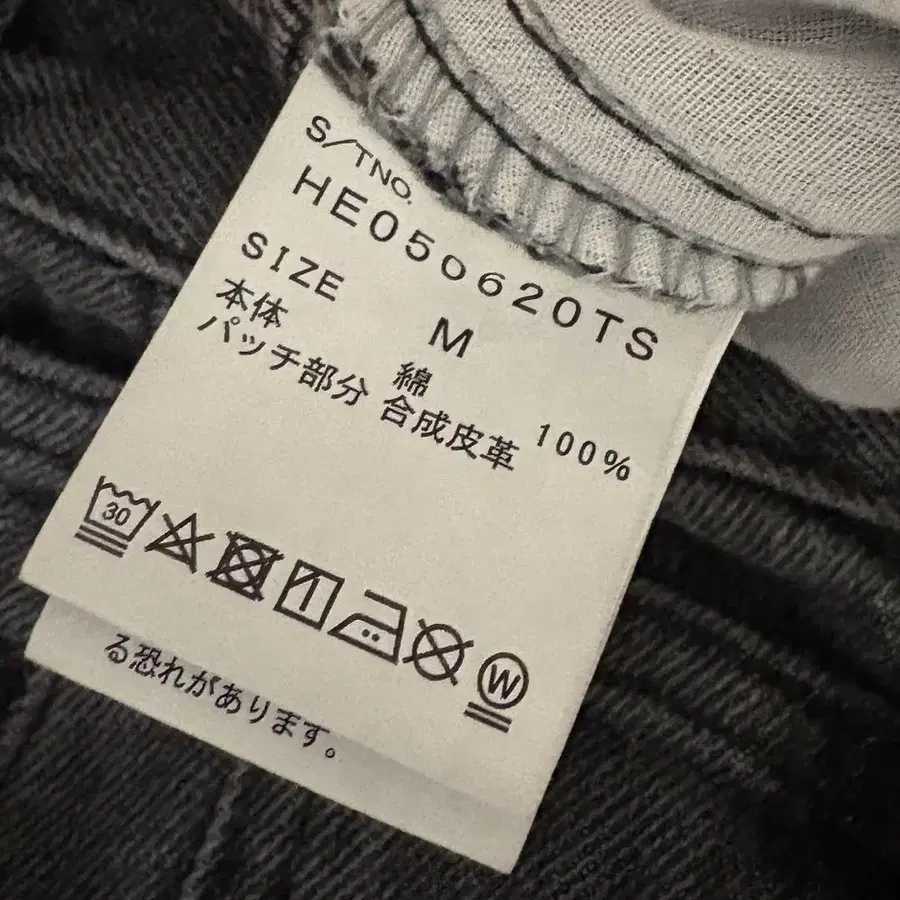 S/TNO.
HE050620TS
SIZE M
本体 綿 100%
パッチ部分 合成皮革
30
W
る恐れがあります。